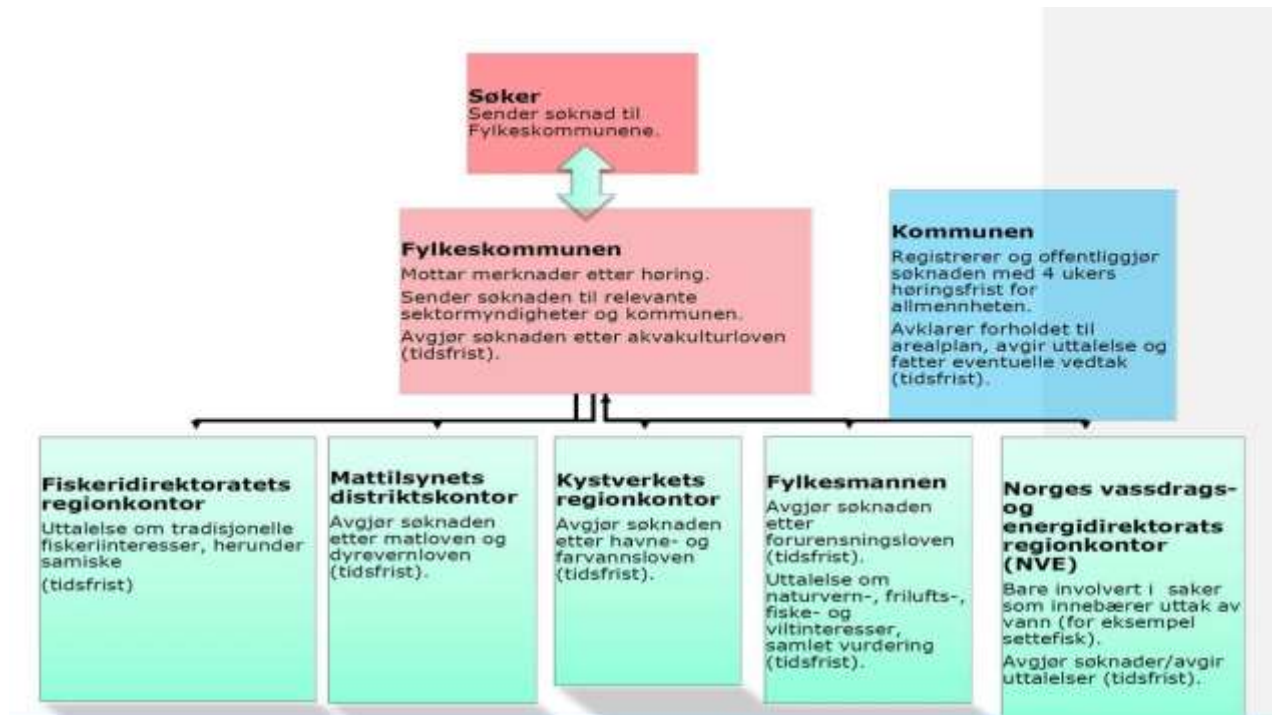 Søker
Sender søknad til
Fylkeskommunene.
Fylkeskommunen
Mottar merknader etter høring.
Sender søknaden til relevante
sektormyndigheter og kommunen.
Avgjør søknaden etter akvakulturloven
(tidsfrist).
Kommunen
Registrerer og offentliggjør
søknaden med 4 ukers
høringsfrist for
allmennheten.
Avklarer forholdet til
arealplan, avgir uttalelse og
fatter eventuelle vedtak
(tidsfrist).
Fiskeridirektoratets
regionkontor
Uttalelse om tradisjonelle
fiskeriinteresser, herunder
samiske
(tidsfrist)
Mattilsynets
distriktskontor
Avgjør søknaden
etter matloven og
dyrevernloven
(tidsfrist).
Kystverkets
regionkontor
Avgjør søknaden
etter havne- og
farvannsloven
(tidsfrist).
Fylkesmannen
Avgjør søknaden
etter
forurensningsloven
(tidsfrist).
Uttalelse om
naturvern-, frilufts-,
fiske- og
viltinteresser,
samlet vurdering
(tidsfrist).
Norges vassdrags-
og
energidirektorats
regionkontor
(NVE)
Bare involvert i saker
som innebærer uttak av
vann (for eksempel
settefisk).
Avgjør søknader/avgir
uttalelser (tidsfrist).